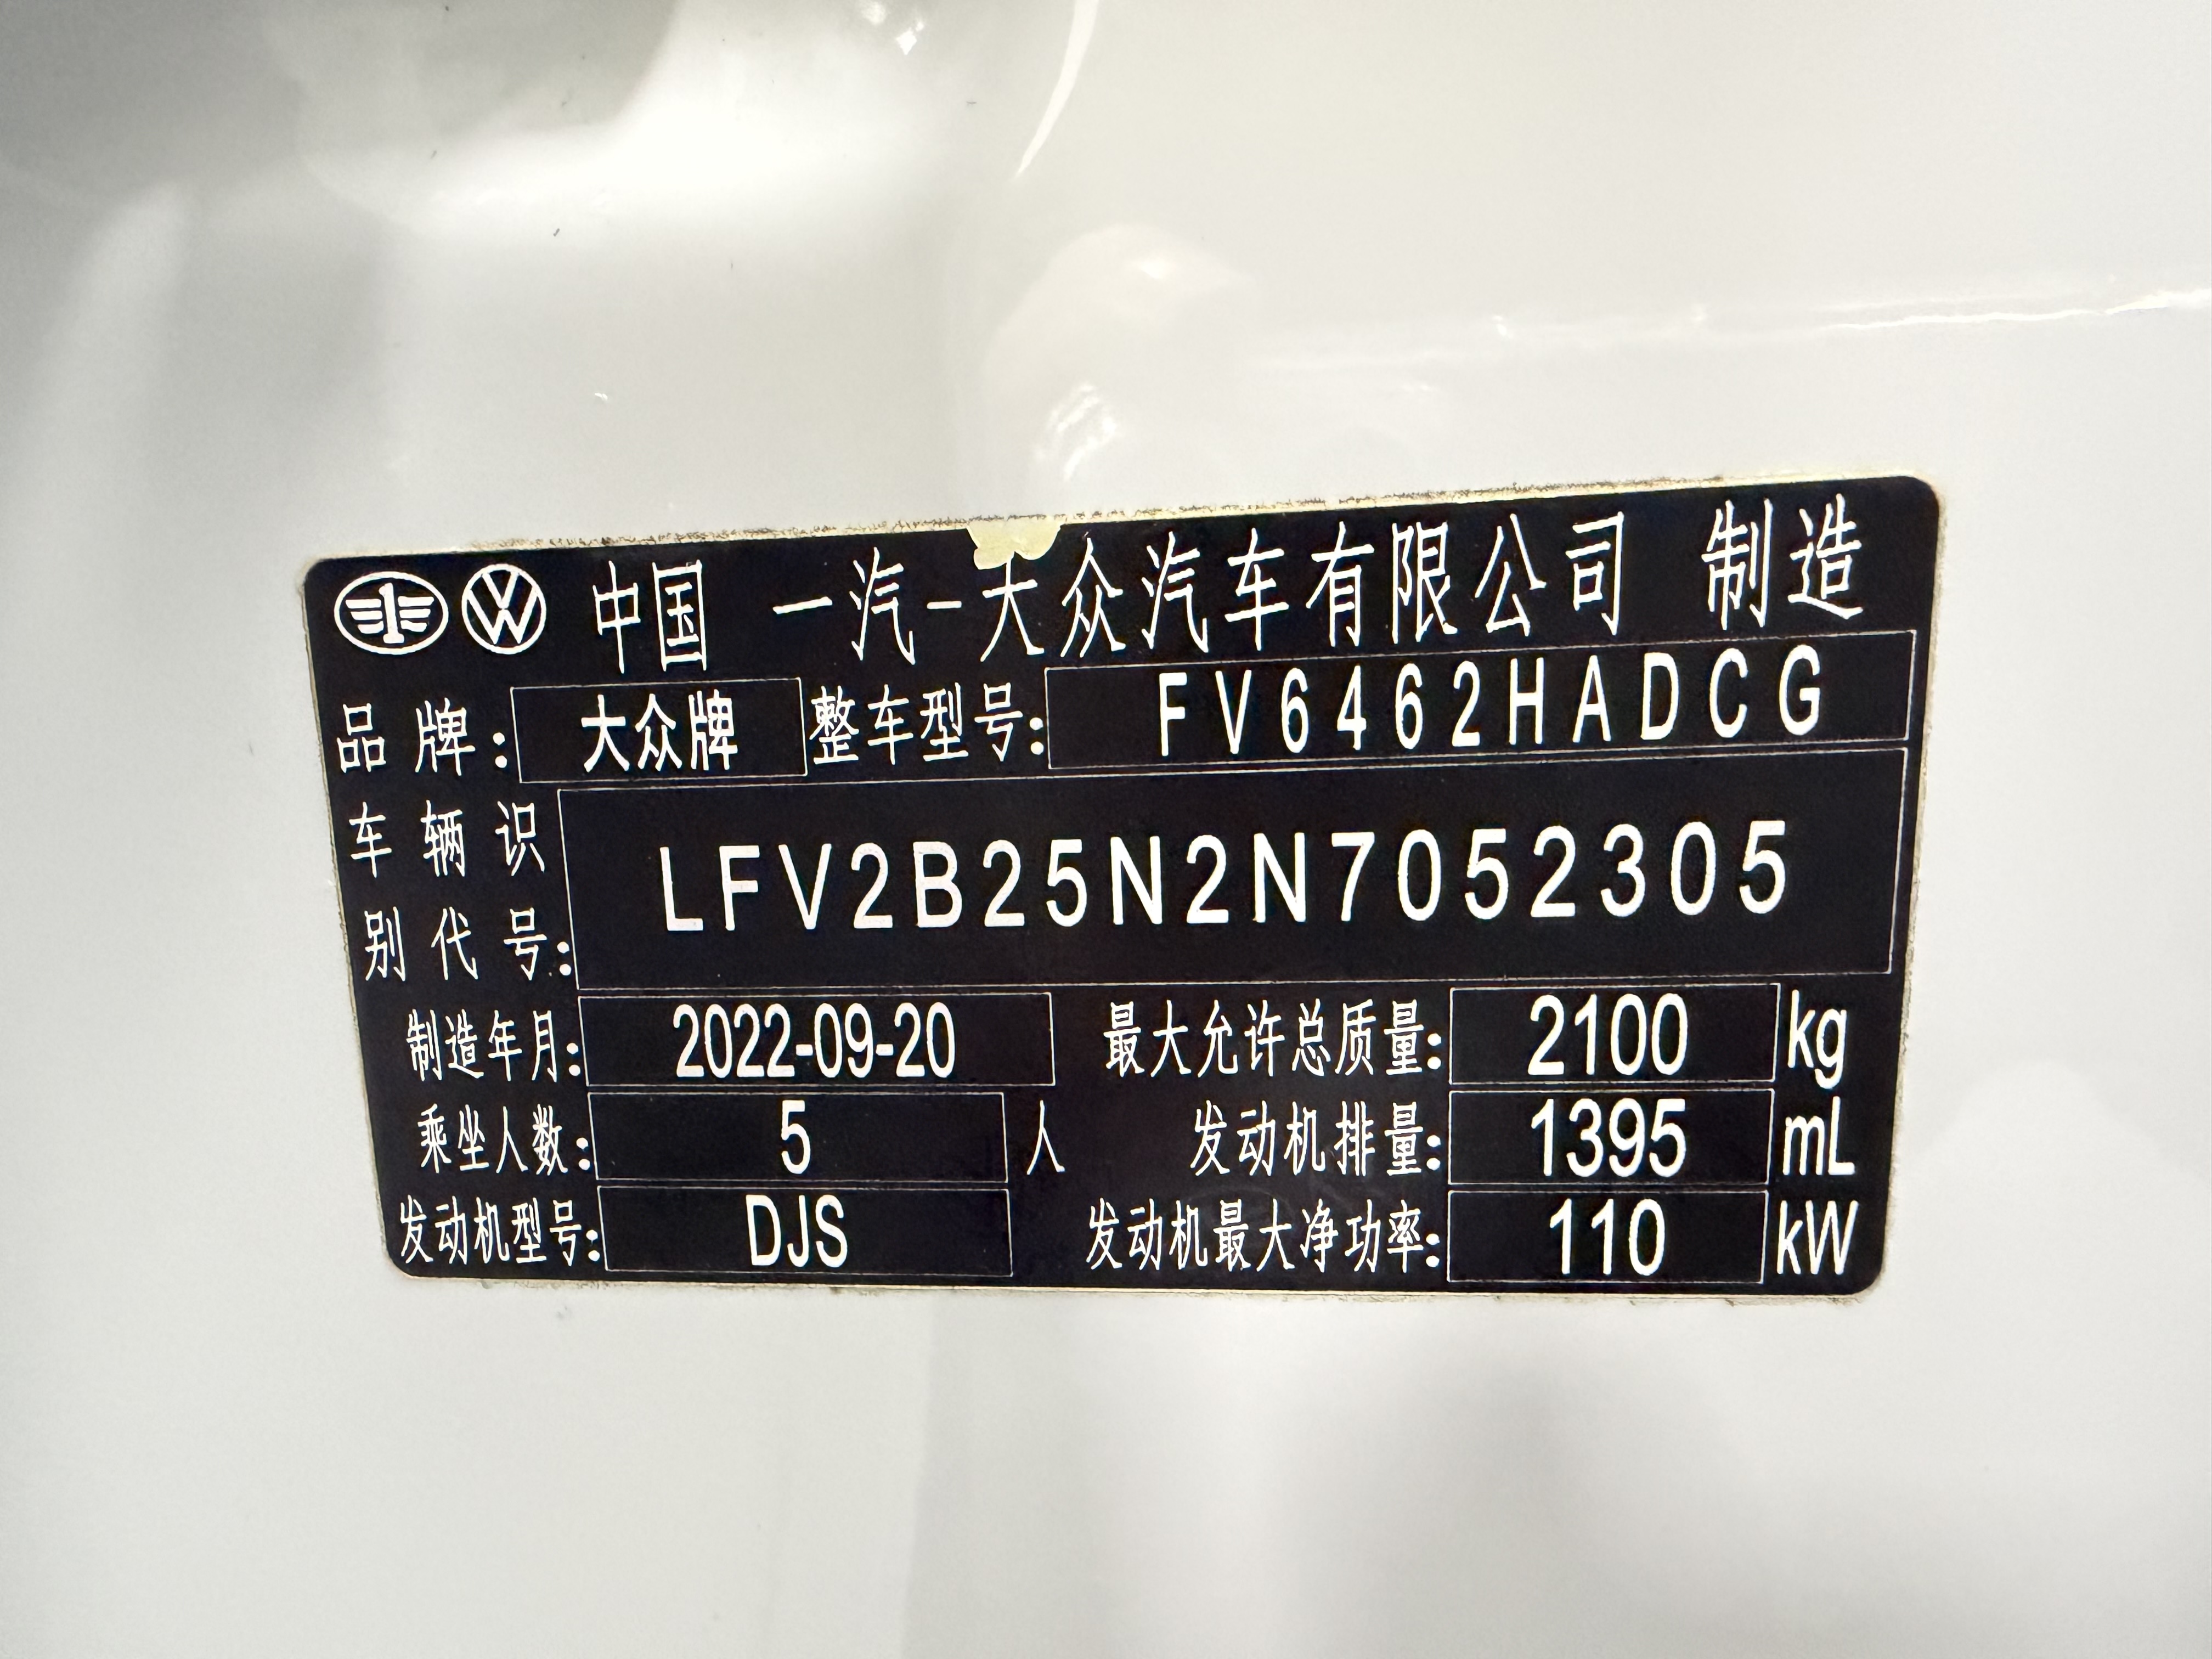 中国 一汽-大众汽车有限公司 制造
品牌: 大众牌 整车型号: FV6462HADCG
车辆识
别代号: LFV2B25N2N7052305
制造年月: 2022-09-20 最大允许总质量: 2100 kg
乘坐人数: 5 人 发动机排量: 1395 mL
发动机型号: DJS 发动机最大净功率: 110 kW